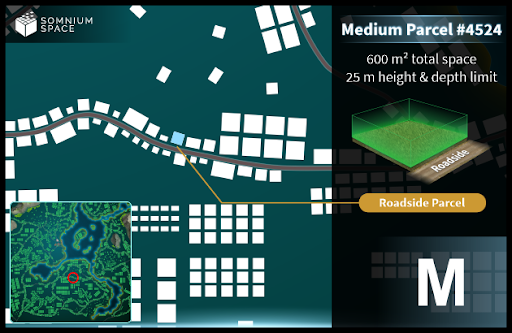 SOMNIUM
SPACE
Medium Parcel #4524
600 m² total space
25 m height & depth limit
Roadside
Roadside Parcel
M